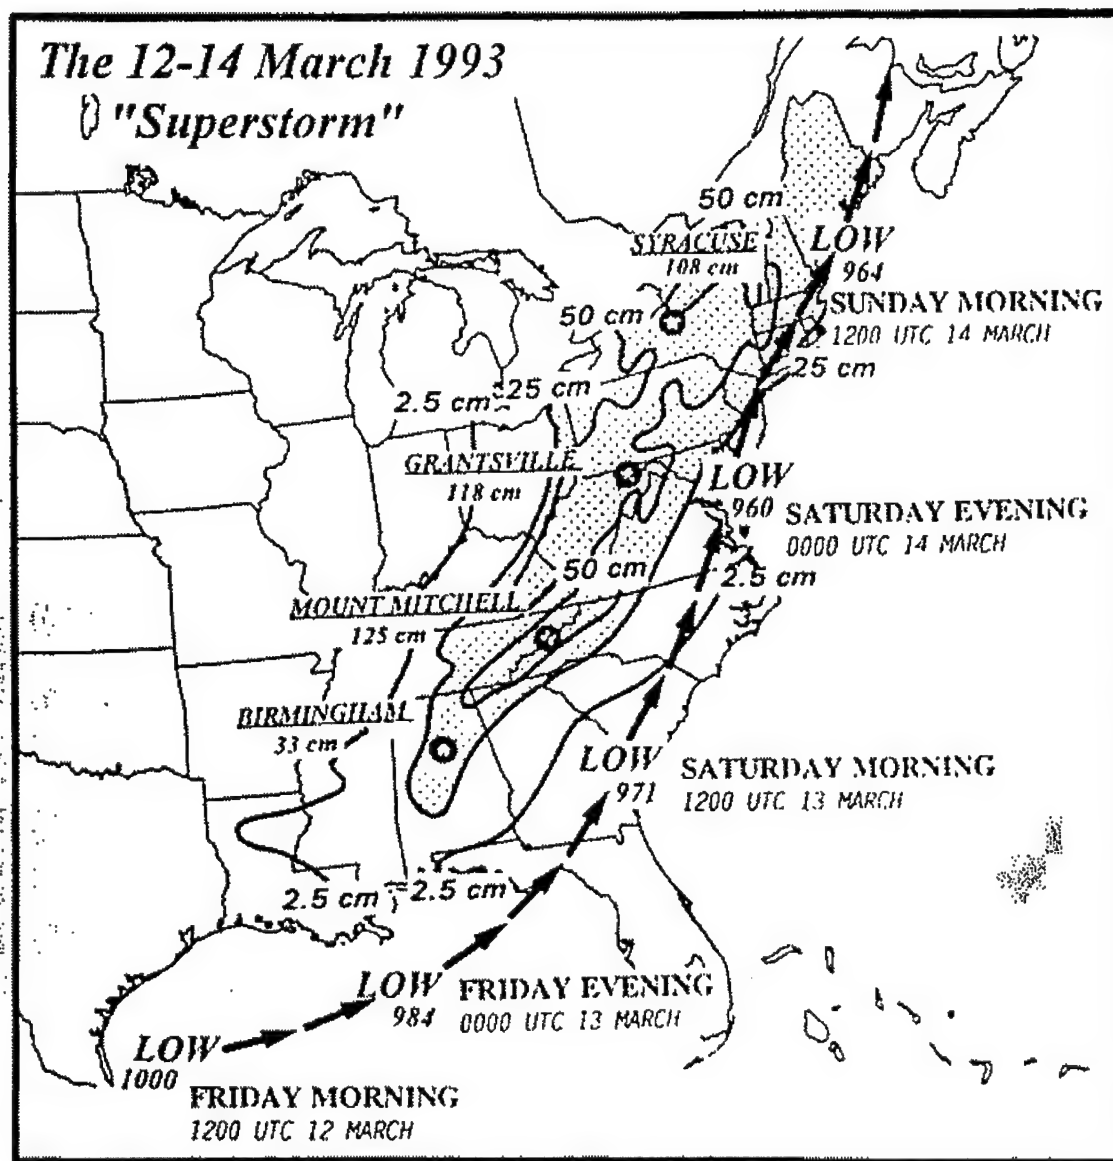 The 12-14 March 1993
"Superstorm"
50 cm
SYRACUSE
108 cm
LOW
964
SUNDAY MORNING
1200 UTC 14 MARCH
50 cm
25 cm
25 cm
2.5 cm
GRANTSVILLE
118 cm
LOW
960
SATURDAY EVENING
0000 UTC 14 MARCH
50 cm
2.5 cm
MOUNT MITCHELL
125 cm
BIRMINGHAM
33 cm
LOW
971
SATURDAY MORNING
1200 UTC 13 MARCH
2.5 cm
2.5 cm
LOW
984
FRIDAY EVENING
0000 UTC 13 MARCH
LOW
1000
FRIDAY MORNING
1200 UTC 12 MARCH